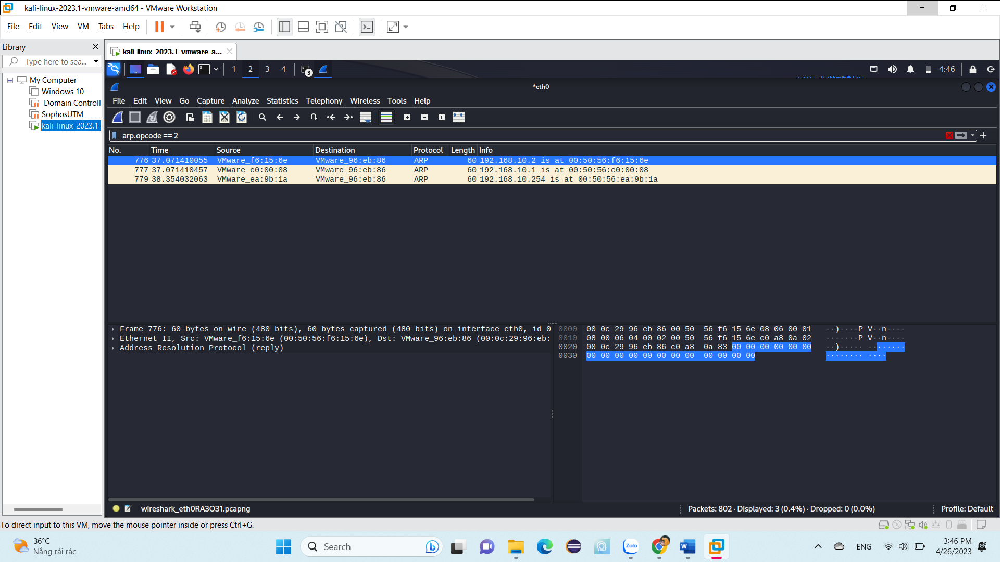 kali-linux-2023.1-vmware-amd64 - VMware Workstation
File Edit View VM Tabs Help
Library
Type here to sea...
My Computer
Windows 10
Domain Controll
SophosUTM
kali-linux-2023.1-
kali-linux-2023.1-vmware-a...
1 2 3 4
3
4:46
*eth0
File Edit View Go Capture Analyze Statistics Telephony Wireless Tools Help
arp.opcode == 2
No. Time Source Destination Protocol Length Info
776 37.071410055 VMware_f6:15:6e VMware_96:eb:86 ARP 60 192.168.10.2 is at 00:50:56:f6:15:6e
777 37.071410457 VMware_c0:00:08 VMware_96:eb:86 ARP 60 192.168.10.1 is at 00:50:56:c0:00:08
779 38.354032063 VMware_ea:9b:1a VMware_96:eb:86 ARP 60 192.168.10.254 is at 00:50:56:ea:9b:1a
Frame 776: 60 bytes on wire (480 bits), 60 bytes captured (480 bits) on interface eth0, id 0
Ethernet II, Src: VMware_f6:15:6e (00:50:56:f6:15:6e), Dst: VMware_96:eb:86 (00:0c:29:96:eb:
Address Resolution Protocol (reply)
0000 00 0c 29 96 eb 86 00 50 56 f6 15 6e 08 06 00 01 ··)····P V··n····
0010 08 00 06 04 00 02 00 50 56 f6 15 6e c0 a8 0a 02 ·······P V··n····
0020 00 0c 29 96 eb 86 c0 a8 0a 83 00 00 00 00 00 00 ··)····· ········
0030 00 00 00 00 00 00 00 00 00 00 00 00 ········ ····
wireshark_eth0RA3O31.pcapng
Packets: 802 · Displayed: 3 (0.4%) · Dropped: 0 (0.0%)
Profile: Default
To direct input to this VM, move the mouse pointer inside or press Ctrl+G.
36°C
Nắng rải rác
Search
Zalo
W
ENG
3:46 PM
4/26/2023